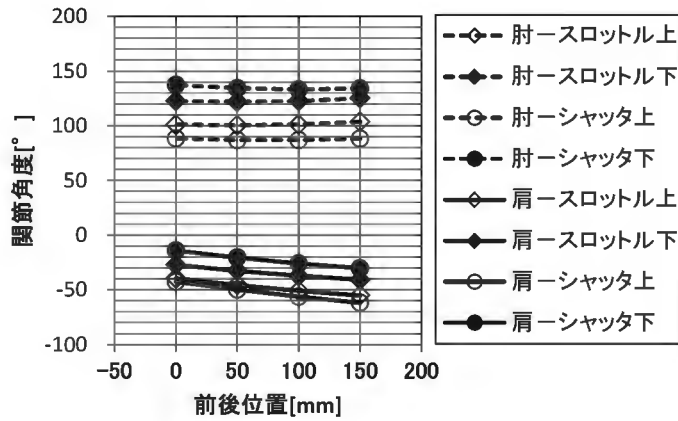 200
150
100
50
0
-50
-100
関節角度[°]
-50 0 50 100 150 200
前後位置[mm]
肘ースロットル上
肘ースロットル下
肘ーシャッタ上
肘ーシャッタ下
肩ースロットル上
肩ースロットル下
肩ーシャッタ上
肩ーシャッタ下